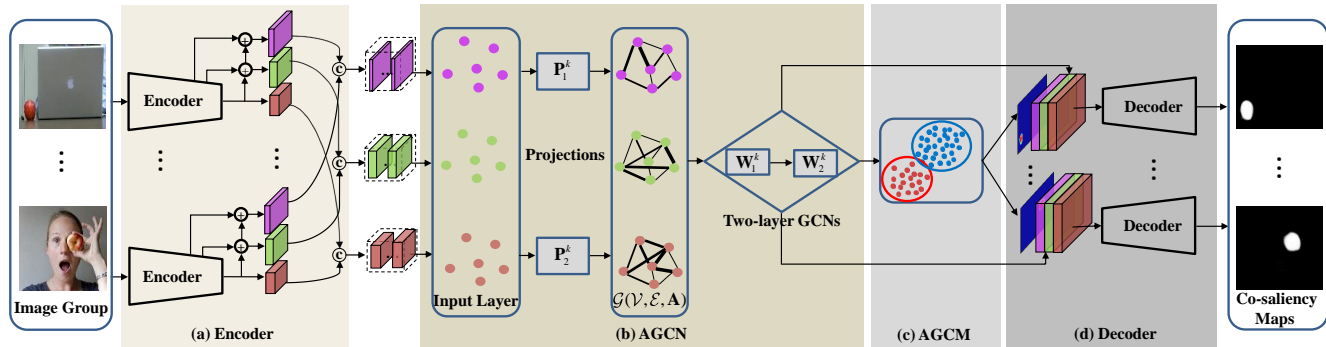 Image Group
Encoder
Encoder
(a) Encoder
c
c
c
Input Layer
P₁ᵏ
Projections
P₂ᵏ
𝒢(𝒱, ℰ, A)
(b) AGCN
W₁ᵏ
W₂ᵏ
Two-layer GCNs
(c) AGCM
Decoder
Decoder
(d) Decoder
Co-saliency
Maps